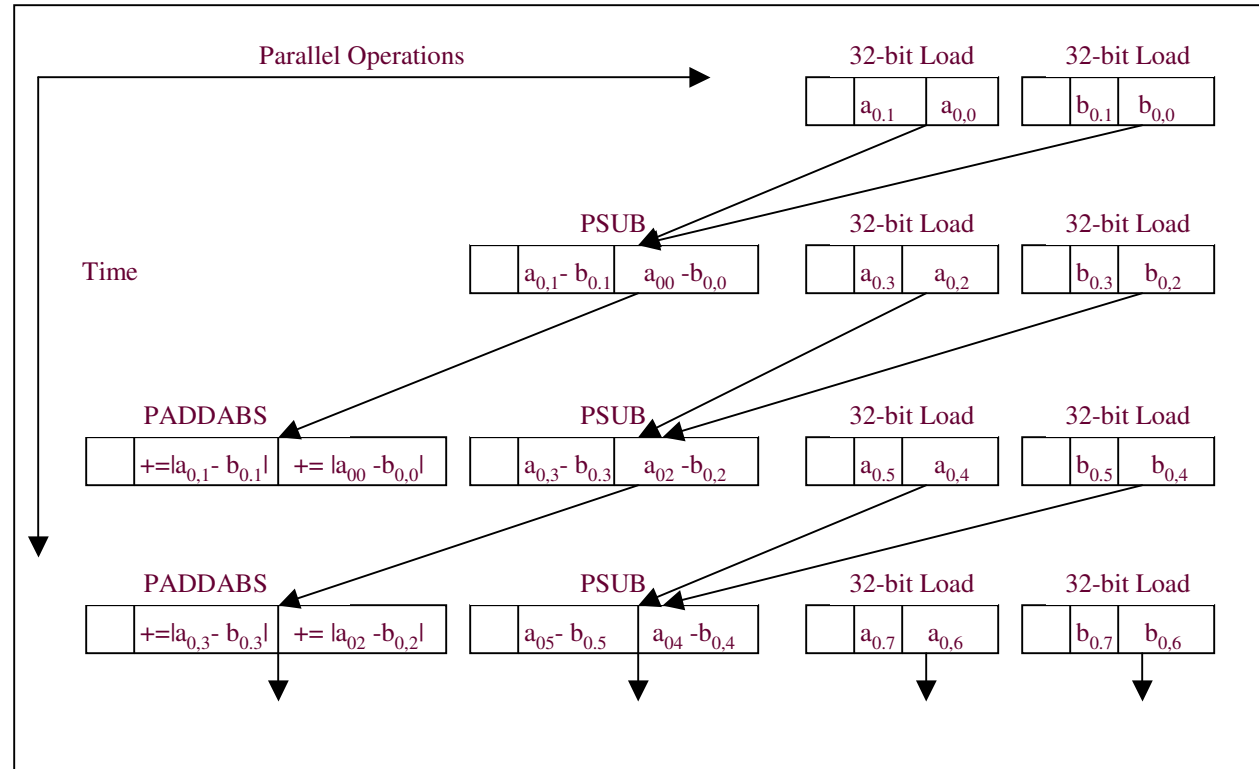 Parallel Operations 32-bit Load 32-bit Load
a0.1 a0,0 b0.1 b0,0
PSUB 32-bit Load 32-bit Load
Time a0,1- b0.1 a00 -b0,0 a0.3 a0,2 b0.3 b0,2
PADDABS PSUB 32-bit Load 32-bit Load
+=|a0,1- b0.1| += |a00 -b0,0| a0,3- b0.3 a02 -b0,2 a0.5 a0,4 b0.5 b0,4
PADDABS PSUB 32-bit Load 32-bit Load
+=|a0,3- b0.3| += |a02 -b0,2| a05- b0.5 a04 -b0,4 a0.7 a0,6 b0.7 b0,6